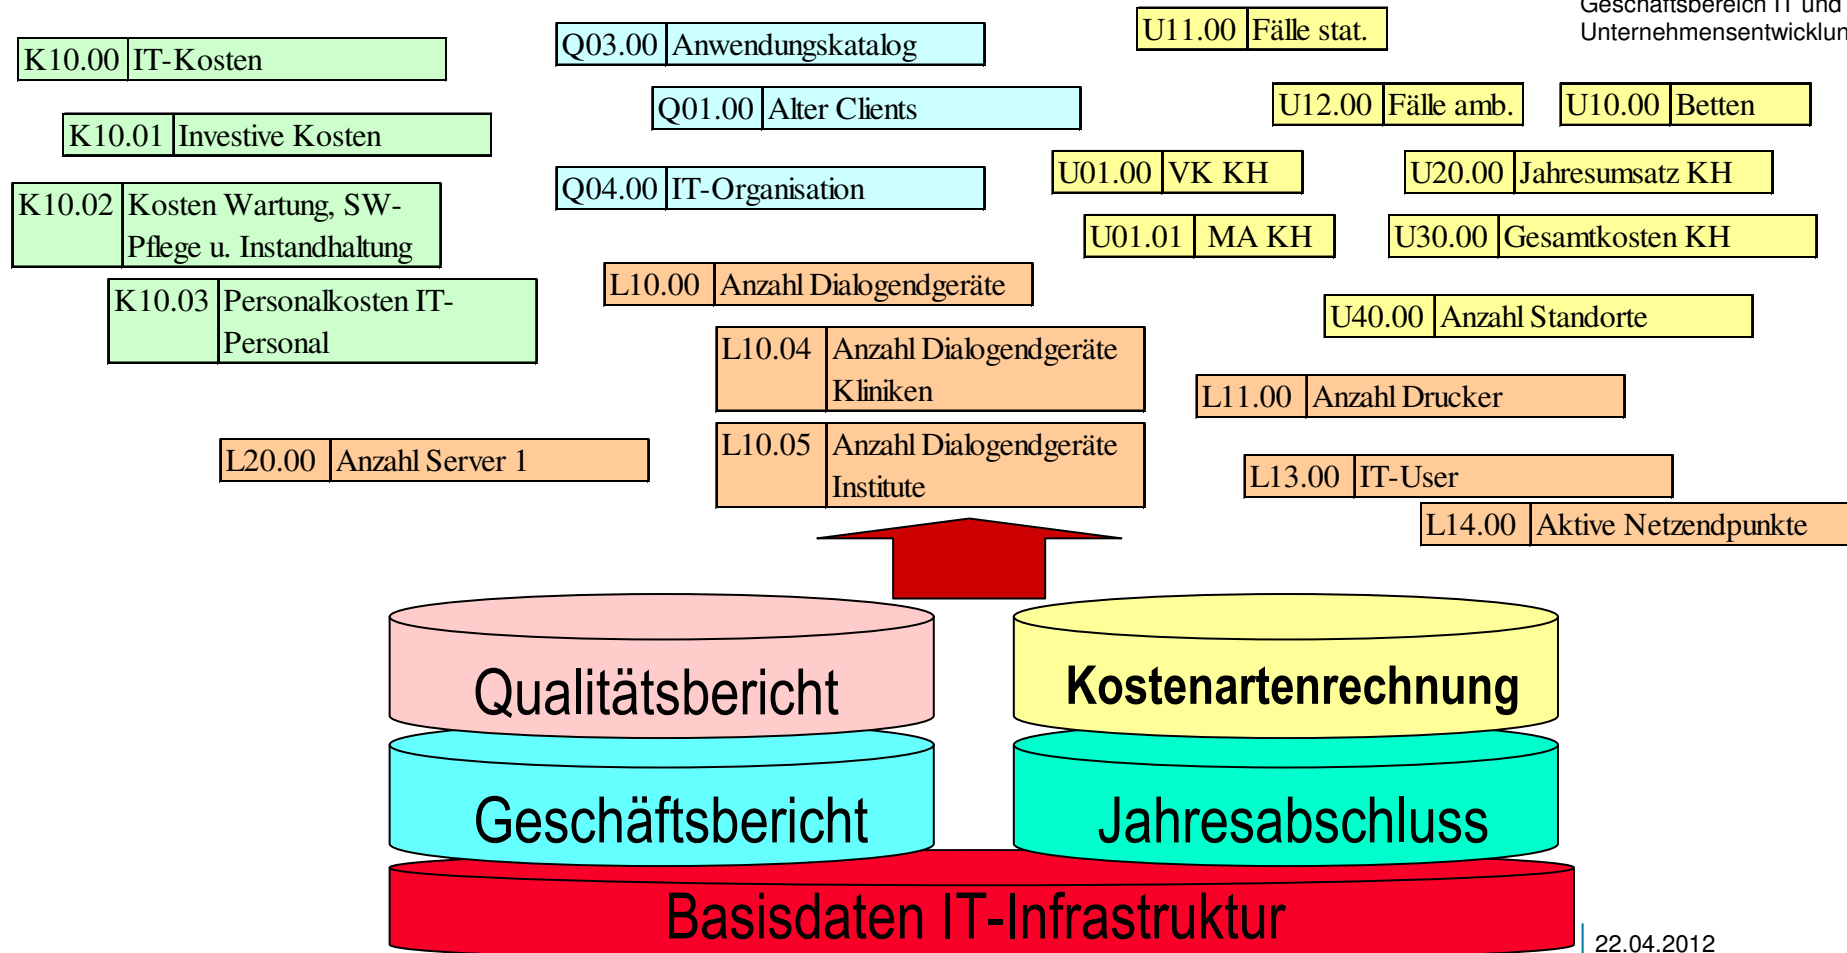 Geschäftsbereich IT und
Unternehmensentwicklun
K10.00 IT-Kosten
K10.01 Investive Kosten
K10.02 Kosten Wartung, SW-
Pflege u. Instandhaltung
K10.03 Personalkosten IT-
Personal
Q03.00 Anwendungskatalog
Q01.00 Alter Clients
Q04.00 IT-Organisation
U11.00 Fälle stat.
U12.00 Fälle amb.
U10.00 Betten
U01.00 VK KH
U20.00 Jahresumsatz KH
U01.01 MA KH
U30.00 Gesamtkosten KH
U40.00 Anzahl Standorte
L10.00 Anzahl Dialogendgeräte
L10.04 Anzahl Dialogendgeräte
Kliniken
L10.05 Anzahl Dialogendgeräte
Institute
L20.00 Anzahl Server 1
L11.00 Anzahl Drucker
L13.00 IT-User
L14.00 Aktive Netzendpunkte
Qualitätsbericht
Kostenartenrechnung
Geschäftsbericht
Jahresabschluss
Basisdaten IT-Infrastruktur
22.04.2012